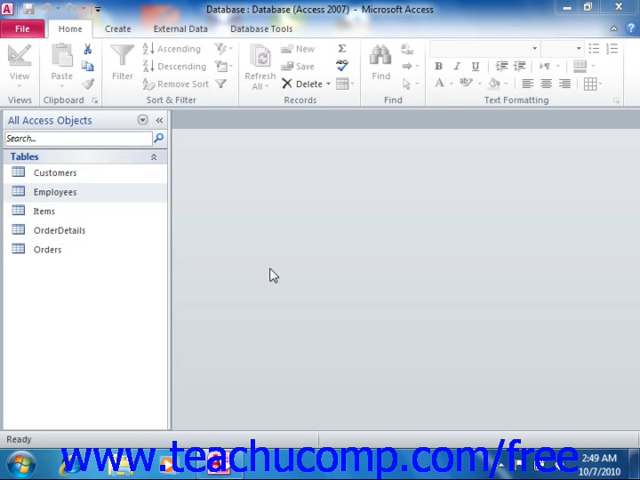 Database : Database (Access 2007) - Microsoft Access
File Home Create External Data Database Tools
View
Paste
Filter
Ascending
Descending
Remove Sort
Refresh
All
New
Save
Delete
Σ
Find
B I U
A
Views Clipboard Sort & Filter Records Find Text Formatting
All Access Objects
Search...
Tables
Customers
Employees
Items
OrderDetails
Orders
Ready
www.teachucomp.com/free
2:49 AM
10/7/2010